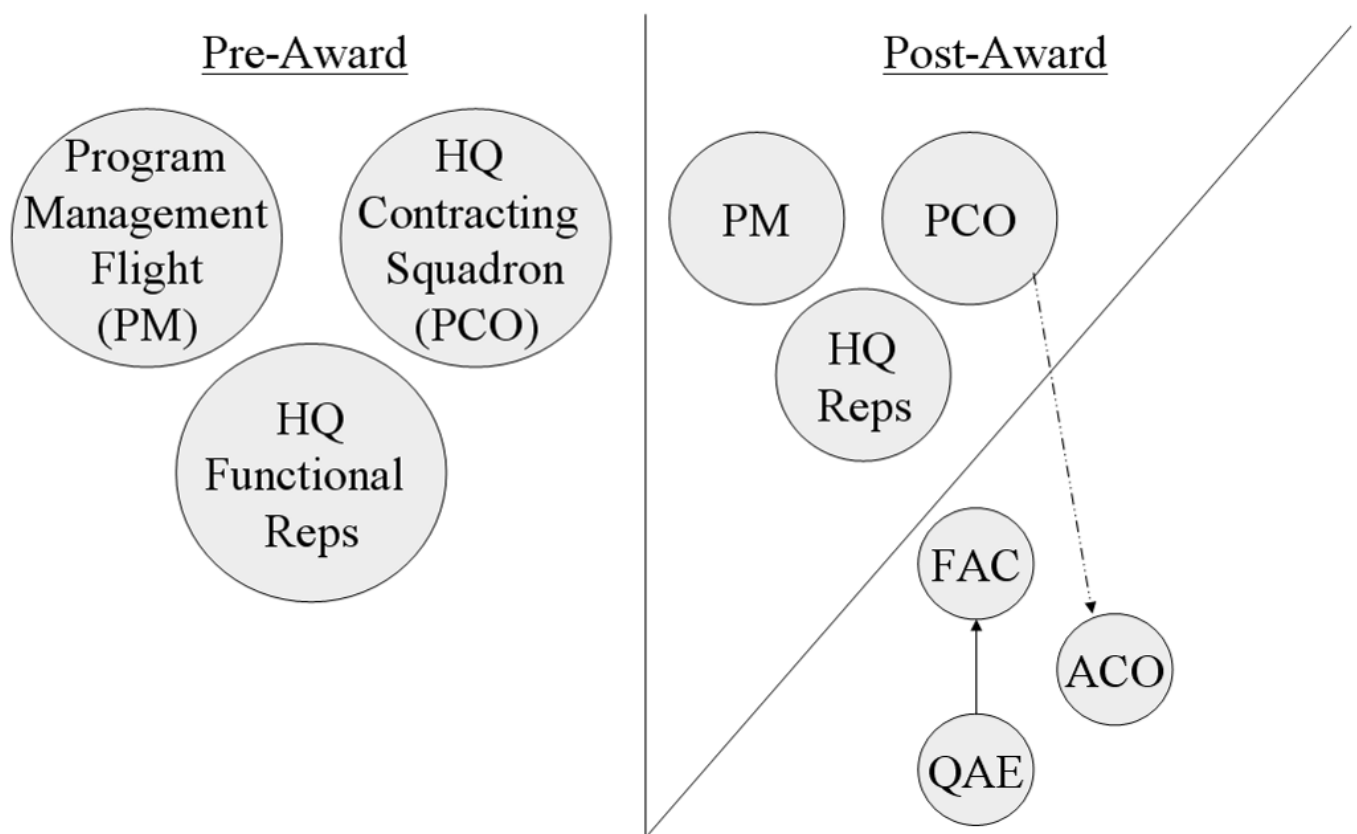 Pre-Award
Program
Management
Flight
(PM)
HQ
Contracting
Squadron
(PCO)
HQ
Functional
Reps
Post-Award
PM
PCO
HQ
Reps
FAC
ACO
QAE